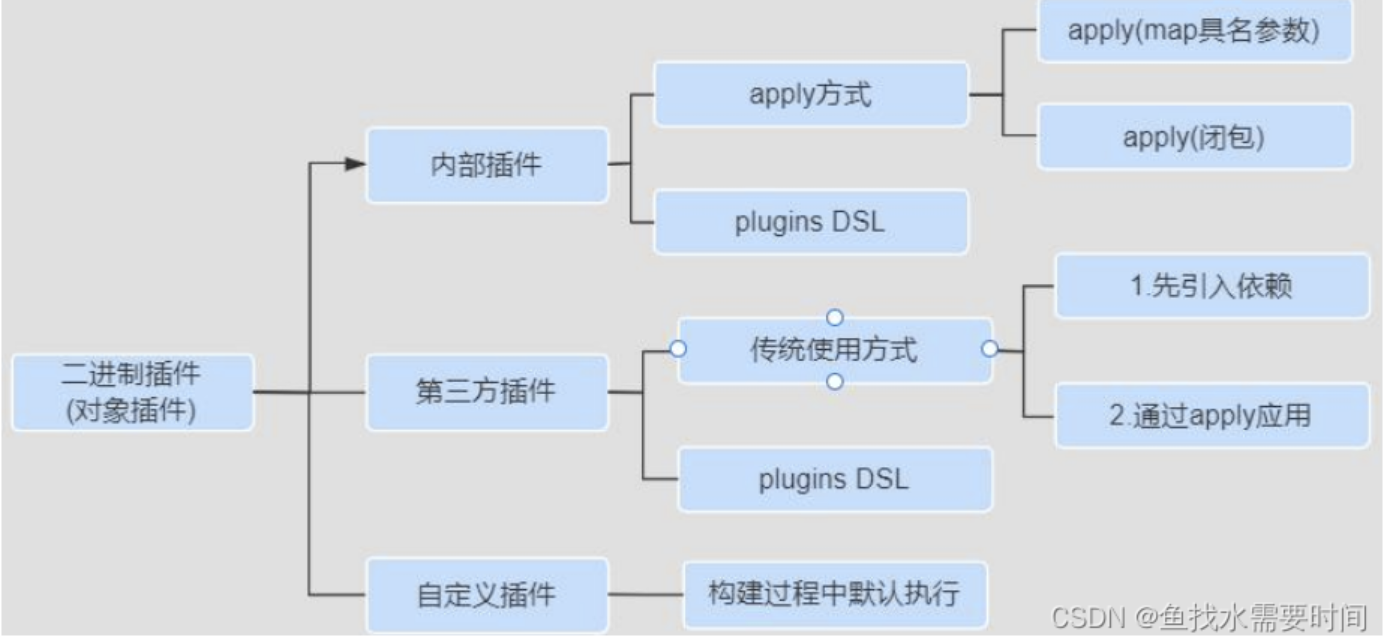 apply(map具名参数)
apply方式
apply(闭包)
内部插件
plugins DSL
1.先引入依赖
传统使用方式
二进制插件
(对象插件)
第三方插件
2.通过apply应用
plugins DSL
自定义插件
构建过程中默认执行
CSDN @鱼找水需要时间